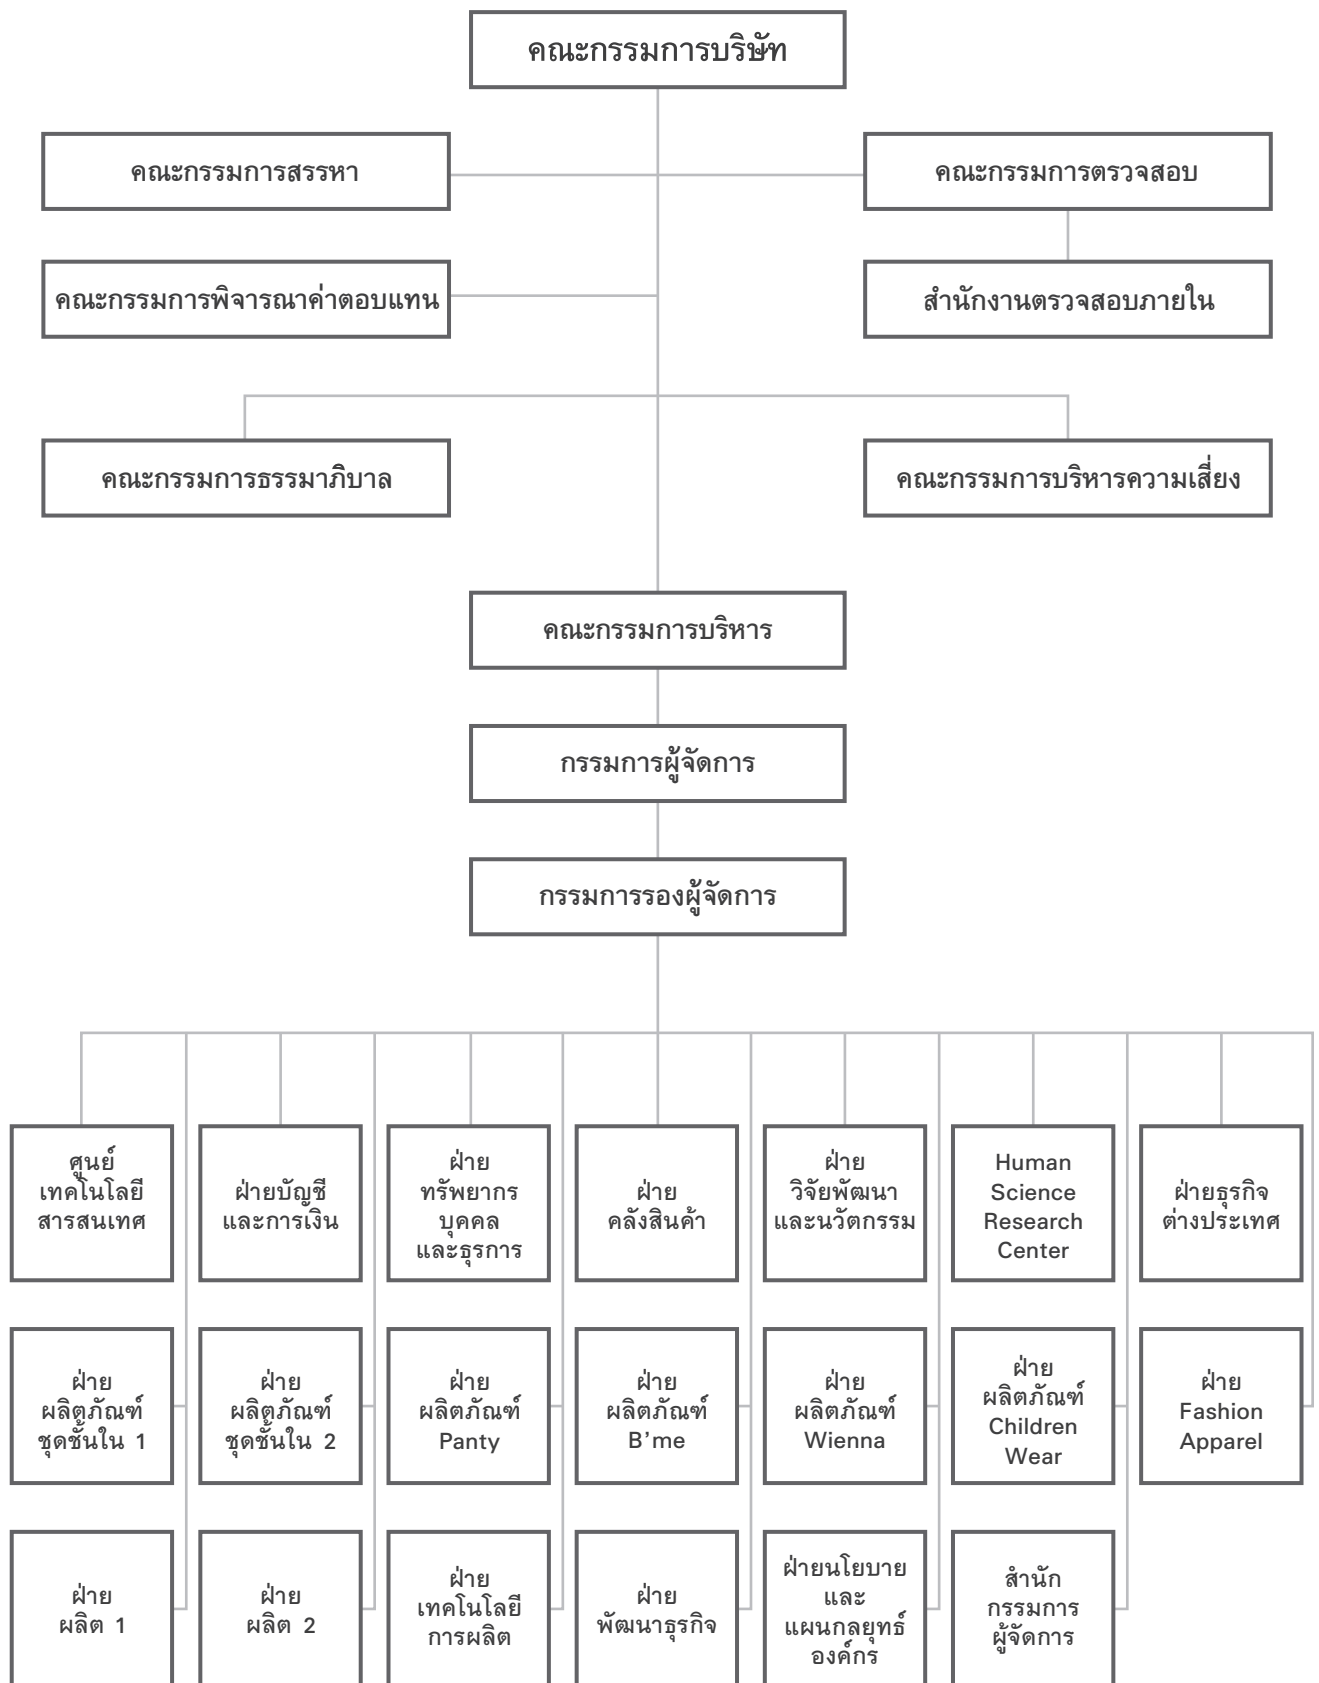 คณะกรรมการบริษัท
คณะกรรมการสรรหา
คณะกรรมการตรวจสอบ
คณะกรรมการพิจารณาค่าตอบแทน
สำนักงานตรวจสอบภายใน
คณะกรรมการธรรมาภิบาล
คณะกรรมการบริหารความเสี่ยง
คณะกรรมการบริหาร
กรรมการผู้จัดการ
กรรมการรองผู้จัดการ
ศูนย์
เทคโนโลยี
สารสนเทศ
ฝ่ายบัญชี
และการเงิน
ฝ่าย
ทรัพยากร
บุคคล
และธุรการ
ฝ่าย
คลังสินค้า
ฝ่าย
วิจัยพัฒนา
และนวัตกรรม
Human
Science
Research
Center
ฝ่ายธุรกิจ
ต่างประเทศ
ฝ่าย
ผลิตภัณฑ์
ชุดชั้นใน 1
ฝ่าย
ผลิตภัณฑ์
ชุดชั้นใน 2
ฝ่าย
ผลิตภัณฑ์
Panty
ฝ่าย
ผลิตภัณฑ์
B’me
ฝ่าย
ผลิตภัณฑ์
Wienna
ฝ่าย
ผลิตภัณฑ์
Children
Wear
ฝ่าย
Fashion
Apparel
ฝ่าย
ผลิต 1
ฝ่าย
ผลิต 2
ฝ่าย
เทคโนโลยี
การผลิต
ฝ่าย
พัฒนาธุรกิจ
ฝ่ายนโยบาย
และ
แผนกลยุทธ์
องค์กร
สำนัก
กรรมการ
ผู้จัดการ